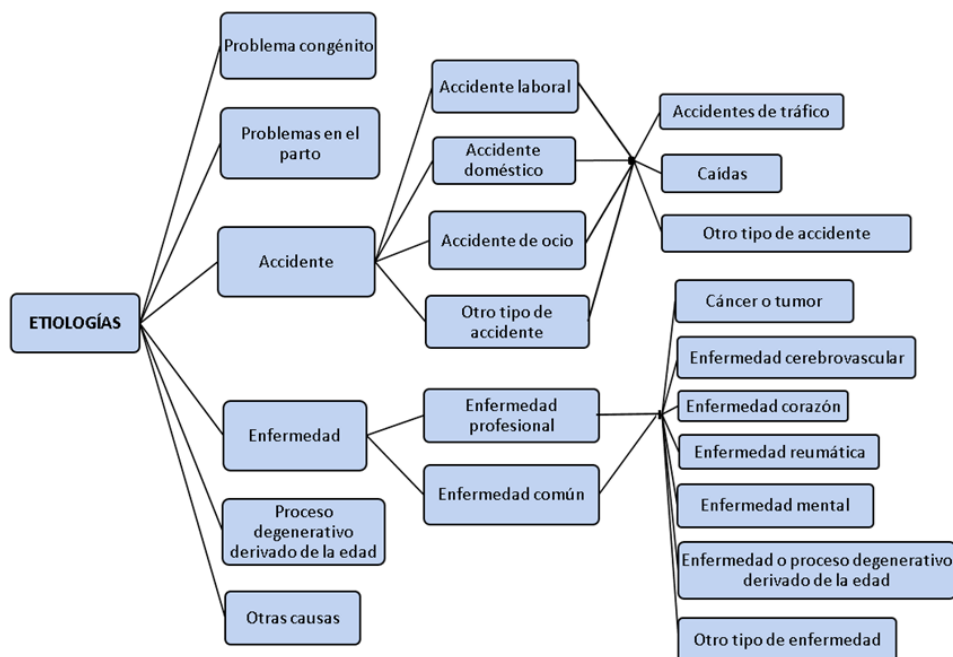 ETIOLOGÍAS
Problema congénito
Problemas en el
parto
Accidente
Enfermedad
Proceso
degenerativo
derivado de la edad
Otras causas
Accidente laboral
Accidente
doméstico
Accidente de ocio
Otro tipo de
accidente
Enfermedad
profesional
Enfermedad común
Accidentes de tráfico
Caídas
Otro tipo de accidente
Cáncer o tumor
Enfermedad cerebrovascular
Enfermedad corazón
Enfermedad reumática
Enfermedad mental
Enfermedad o proceso degenerativo
derivado de la edad
Otro tipo de enfermedad